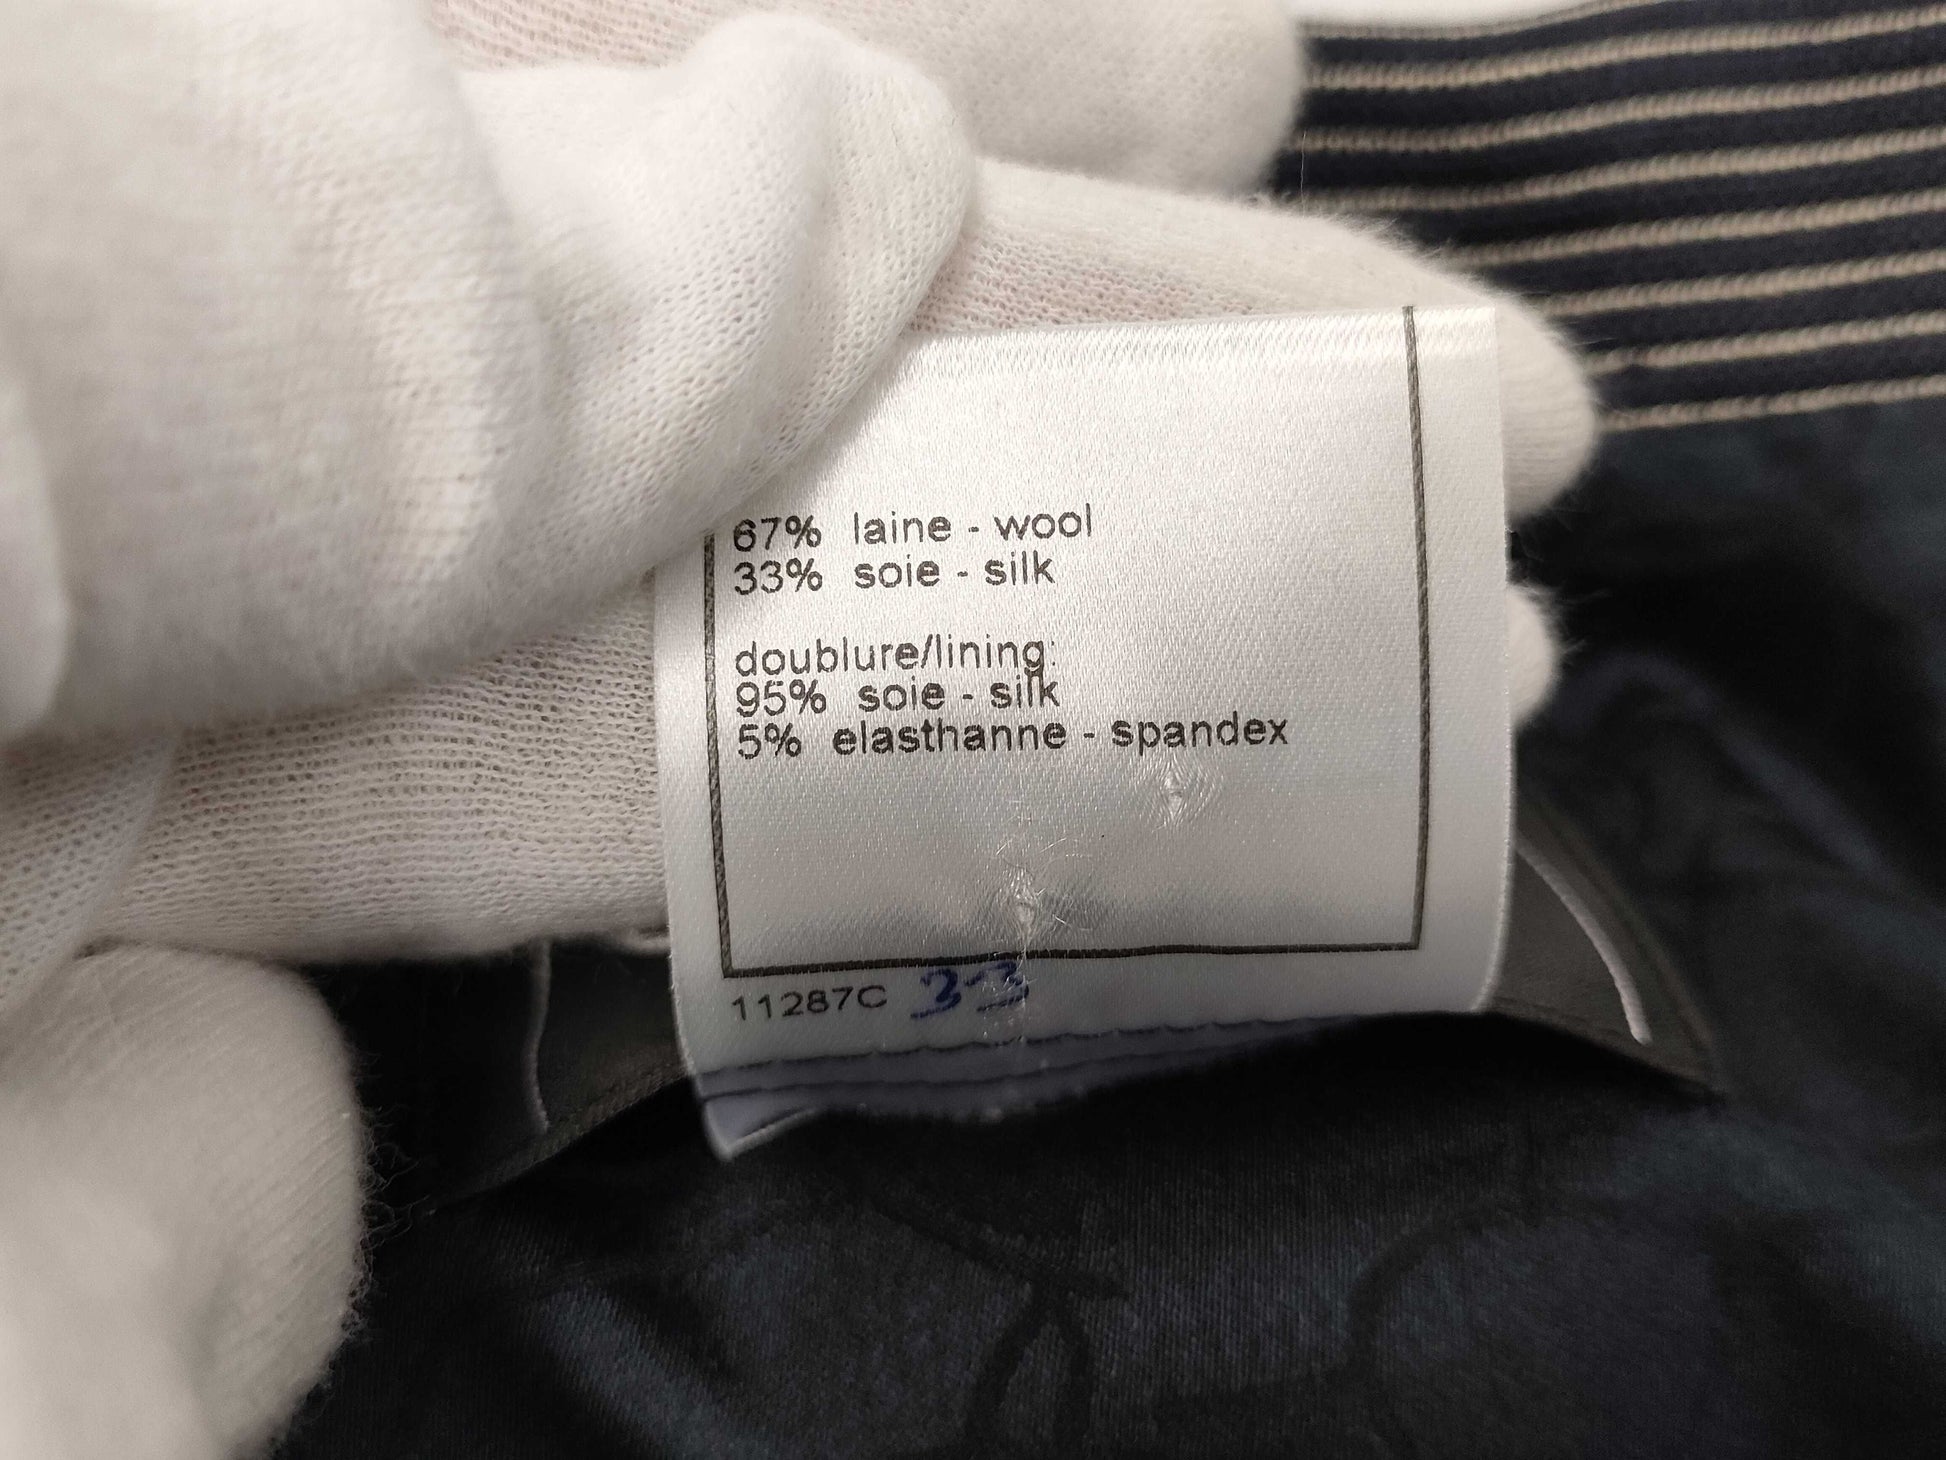 67% laine - wool
33% soie - silk
doublure/lining:
95% soie - silk
5% elasthanne - spandex
11287C 33